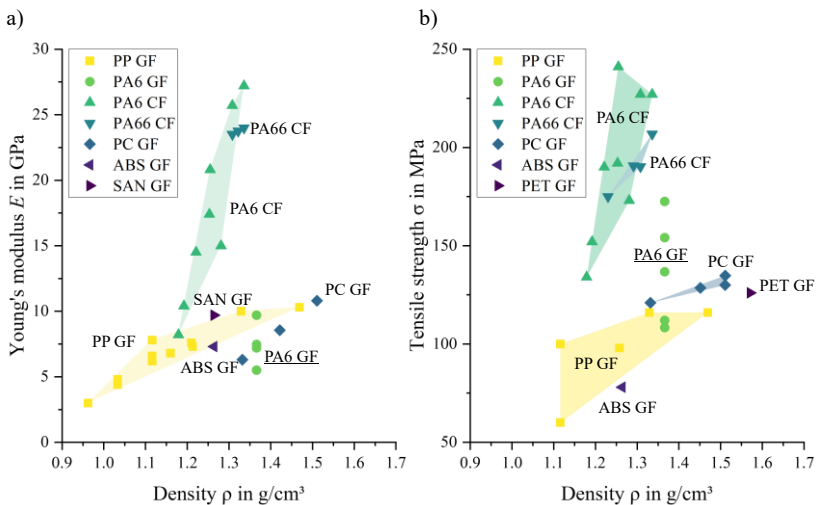 a)
Young's modulus E in GPa
30
25
20
15
10
5
0
PP GF
PA6 GF
PA6 CF
PA66 CF
PC GF
ABS GF
SAN GF
PA66 CF
PA6 CF
SAN GF
PC GF
PP GF
ABS GF
PA6 GF
0.9 1.0 1.1 1.2 1.3 1.4 1.5 1.6 1.7
Density ρ in g/cm³
b)
Tensile strength σ in MPa
250
200
150
100
50
PP GF
PA6 GF
PA6 CF
PA66 CF
PC GF
ABS GF
PET GF
PA6 CF
PA66 CF
PA6 GF
PC GF
PET GF
PP GF
ABS GF
0.9 1.0 1.1 1.2 1.3 1.4 1.5 1.6 1.7
Density ρ in g/cm³